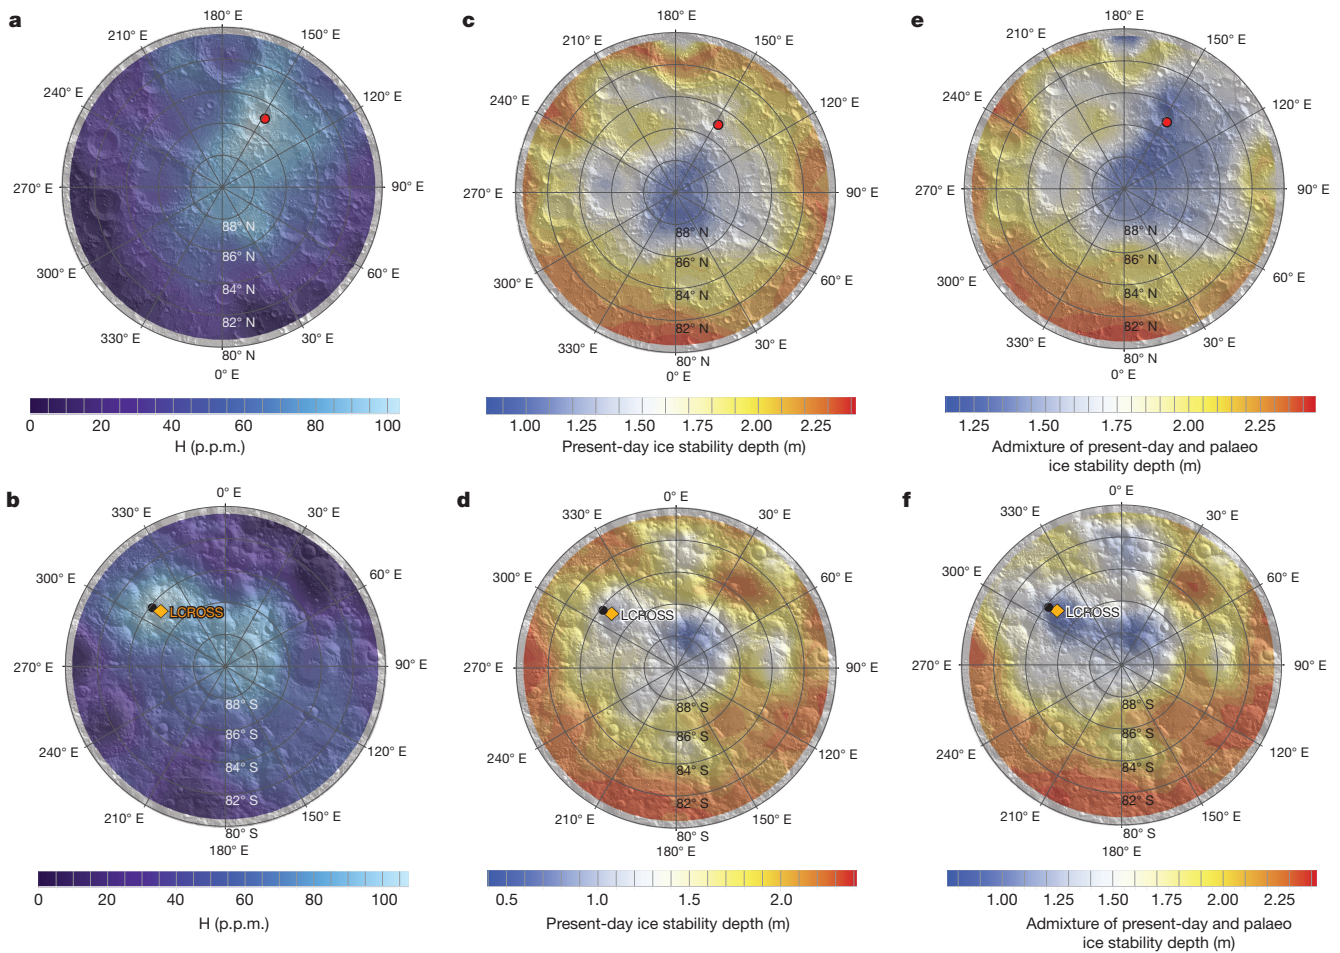 a
180° E
150° E
120° E
90° E
60° E
30° E
0° E
330° E
300° E
270° E
240° E
210° E
88° N
86° N
84° N
82° N
80° N
0 20 40 60 80 100
H (p.p.m.)
c
180° E
150° E
120° E
90° E
60° E
30° E
0° E
330° E
300° E
270° E
240° E
210° E
88° N
86° N
84° N
82° N
80° N
1.00 1.25 1.50 1.75 2.00 2.25
Present-day ice stability depth (m)
e
180° E
150° E
120° E
90° E
60° E
30° E
0° E
330° E
300° E
270° E
240° E
210° E
88° N
86° N
84° N
82° N
80° N
1.25 1.50 1.75 2.00 2.25
Admixture of present-day and palaeo
ice stability depth (m)
b
0° E
30° E
60° E
90° E
120° E
150° E
180° E
210° E
240° E
270° E
300° E
330° E
LCROSS
88° S
86° S
84° S
82° S
80° S
0 20 40 60 80 100
H (p.p.m.)
d
0° E
30° E
60° E
90° E
120° E
150° E
180° E
210° E
240° E
270° E
300° E
330° E
LCROSS
88° S
86° S
84° S
82° S
80° S
0.5 1.0 1.5 2.0
Present-day ice stability depth (m)
f
0° E
30° E
60° E
90° E
120° E
150° E
180° E
210° E
240° E
270° E
300° E
330° E
LCROSS
88° S
86° S
84° S
82° S
80° S
1.00 1.25 1.50 1.75 2.00 2.25
Admixture of present-day and palaeo
ice stability depth (m)